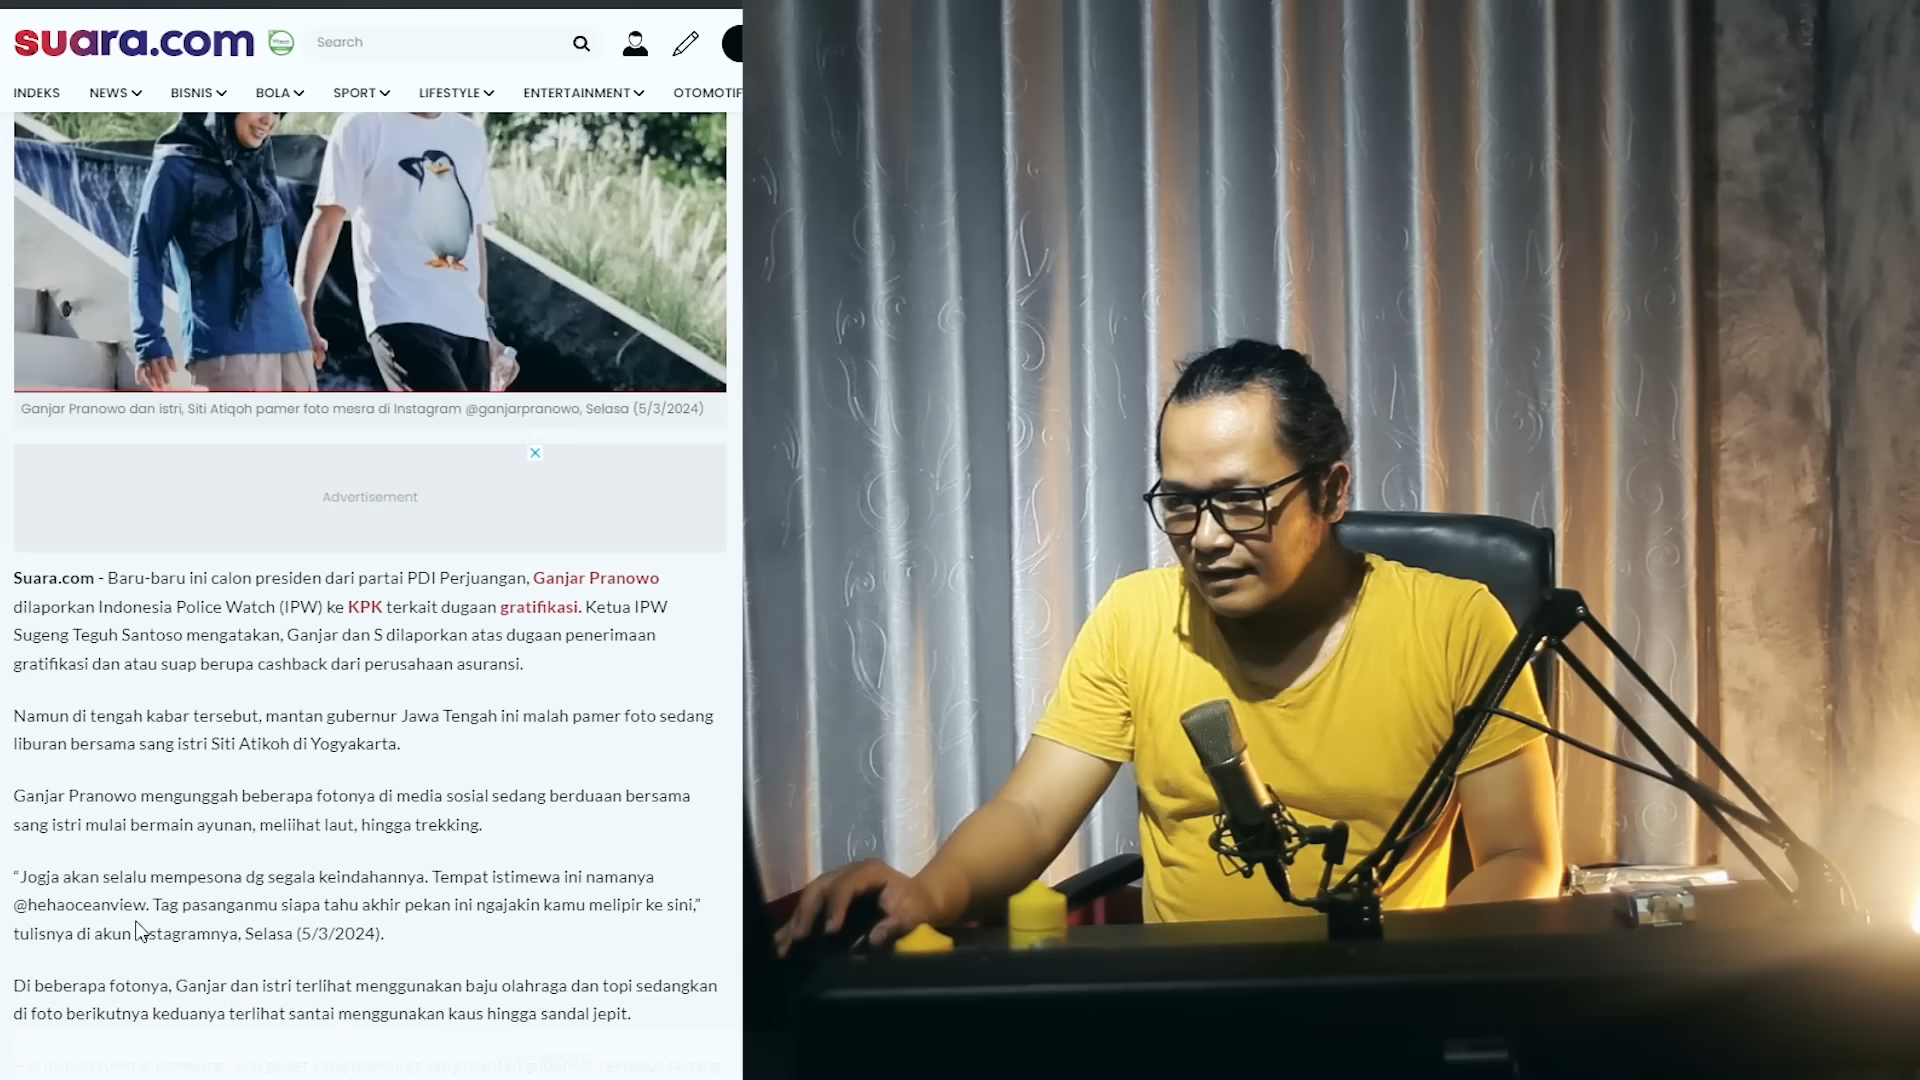 suara.com
Search
INDEKS NEWS BISNIS BOLA SPORT LIFESTYLE ENTERTAINMENT OTOMOTIF
Ganjar Pranowo dan istri, Siti Atiqoh pamer foto mesra di Instagram @ganjarpranowo, Selasa (5/3/2024)
Advertisement
Suara.com - Baru-baru ini calon presiden dari partai PDI Perjuangan, Ganjar Pranowo
dilaporkan Indonesia Police Watch (IPW) ke KPK terkait dugaan gratifikasi. Ketua IPW
Sugeng Teguh Santoso mengatakan, Ganjar dan S dilaporkan atas dugaan penerimaan
gratifikasi dan atau suap berupa cashback dari perusahaan asuransi.
Namun di tengah kabar tersebut, mantan gubernur Jawa Tengah ini malah pamer foto sedang
liburan bersama sang istri Siti Atikoh di Yogyakarta.
Ganjar Pranowo mengunggah beberapa fotonya di media sosial sedang berduaan bersama
sang istri mulai bermain ayunan, meliihat laut, hingga trekking.
“Jogja akan selalu mempesona dg segala keindahannya. Tempat istimewa ini namanya
@hehaoceanview. Tag pasanganmu siapa tahu akhir pekan ini ngajakin kamu melipir ke sini,”
tulisnya di akun Instagramnya, Selasa (5/3/2024).
Di beberapa fotonya, Ganjar dan istri terlihat menggunakan baju olahraga dan topi sedangkan
di foto berikutnya keduanya terlihat santai menggunakan kaus hingga sandal jepit.